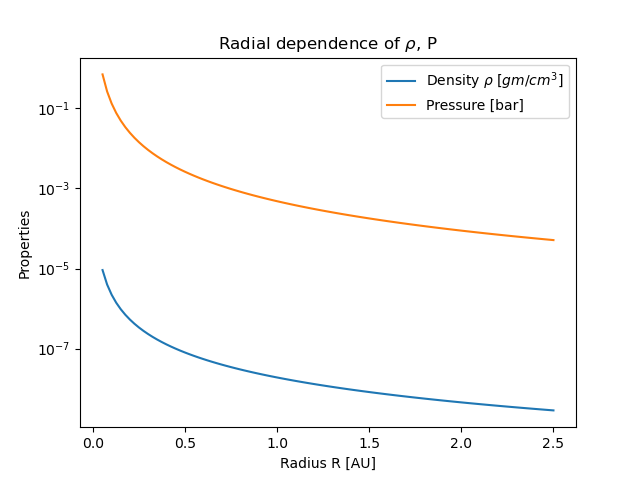 Radial dependence of ρ, P
Density ρ [gm/cm³]
Pressure [bar]
Properties
10⁻¹
10⁻³
10⁻⁵
10⁻⁷
0.0 0.5 1.0 1.5 2.0 2.5
Radius R [AU]